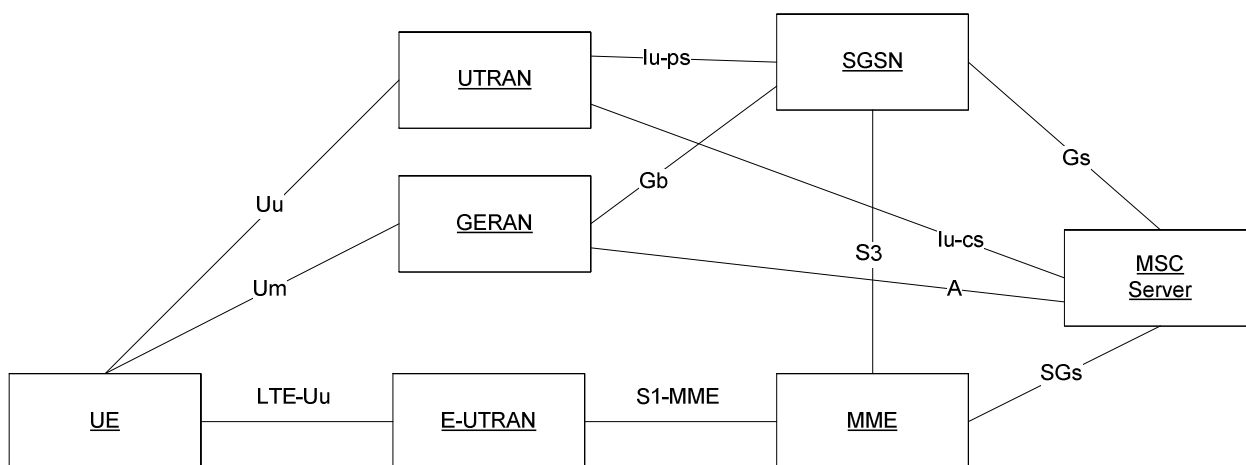 Iu-ps
SGSN
UTRAN
Gs
Gb
Uu
GERAN
Iu-cs
S3
MSC
Server
Um
A
SGs
LTE-Uu
S1-MME
UE
E-UTRAN
MME